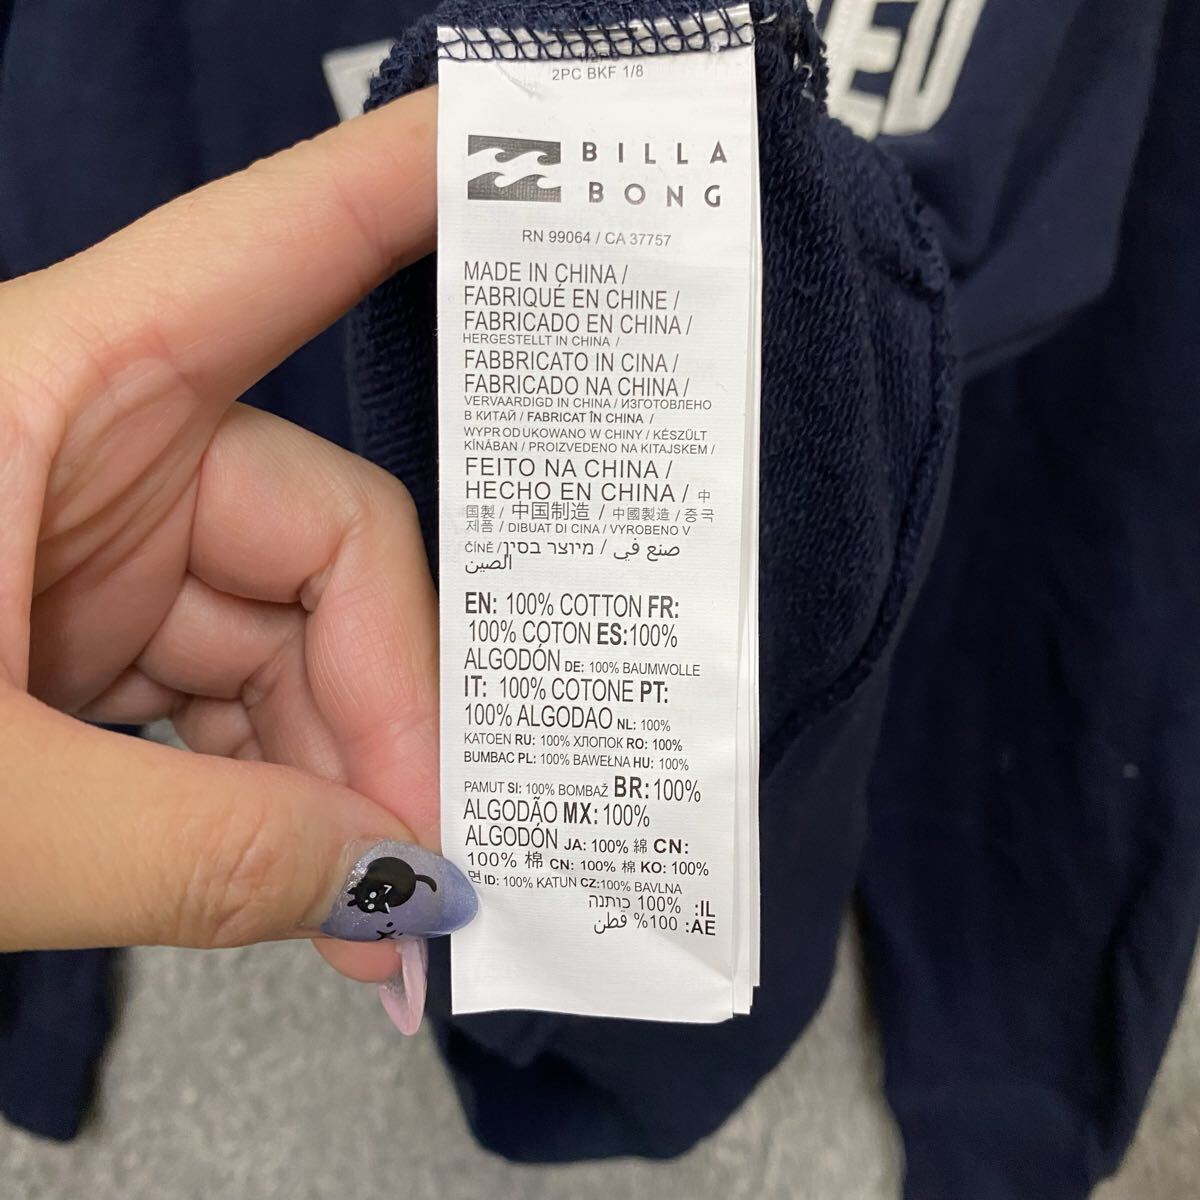 2PC BKF 1/8
BILLA
BONG
RN 99064 / CA 37757
MADE IN CHINA /
FABRIQUÉ EN CHINE /
FABRICADO EN CHINA /
HERGESTELLT IN CHINA /
FABBRICATO IN CINA /
FABRICADO NA CHINA /
VERVAARDIGD IN CHINA / ИЗГОТОВЛЕНО
В КИТАЙ / FABRICAT ÎN CHINA /
WYPRODUKOWANO W CHINY / KÉSZÜLT
KÍNÁBAN / PROIZVEDENO NA KITAJSKEM /
FEITO NA CHINA /
HECHO EN CHINA / 中
国製 / 中国制造 / 中國製造 / 중국
제품 / DIBUAT DI CINA / VYROBENO V
ČÍNĚ / מיוצר בסין / صنع في
الصين
EN: 100% COTTON FR:
100% COTON ES:100%
ALGODÓN DE: 100% BAUMWOLLE
IT: 100% COTONE PT:
100% ALGODAO NL: 100%
KATOEN RU: 100% ХЛОПОК RO: 100%
BUMBAC PL: 100% BAWEŁNA HU: 100%
PAMUT SI: 100% BOMBAŽ BR: 100%
ALGODÃO MX: 100%
ALGODÓN JA: 100% 綿 CN:
100% 棉 CN: 100% 棉 KO: 100%
면 ID: 100% KATUN CZ:100% BAVLNA
IL: 100% כותנה
AE: 100% قطن